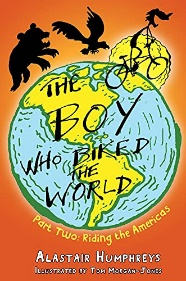 THE
BOY
WHO BIKED
THE
WORLD
Part Two: Riding the Americas
ALASTAIR HUMPHREYS
ILLUSTRATED BY TOM MORGAN-JONES